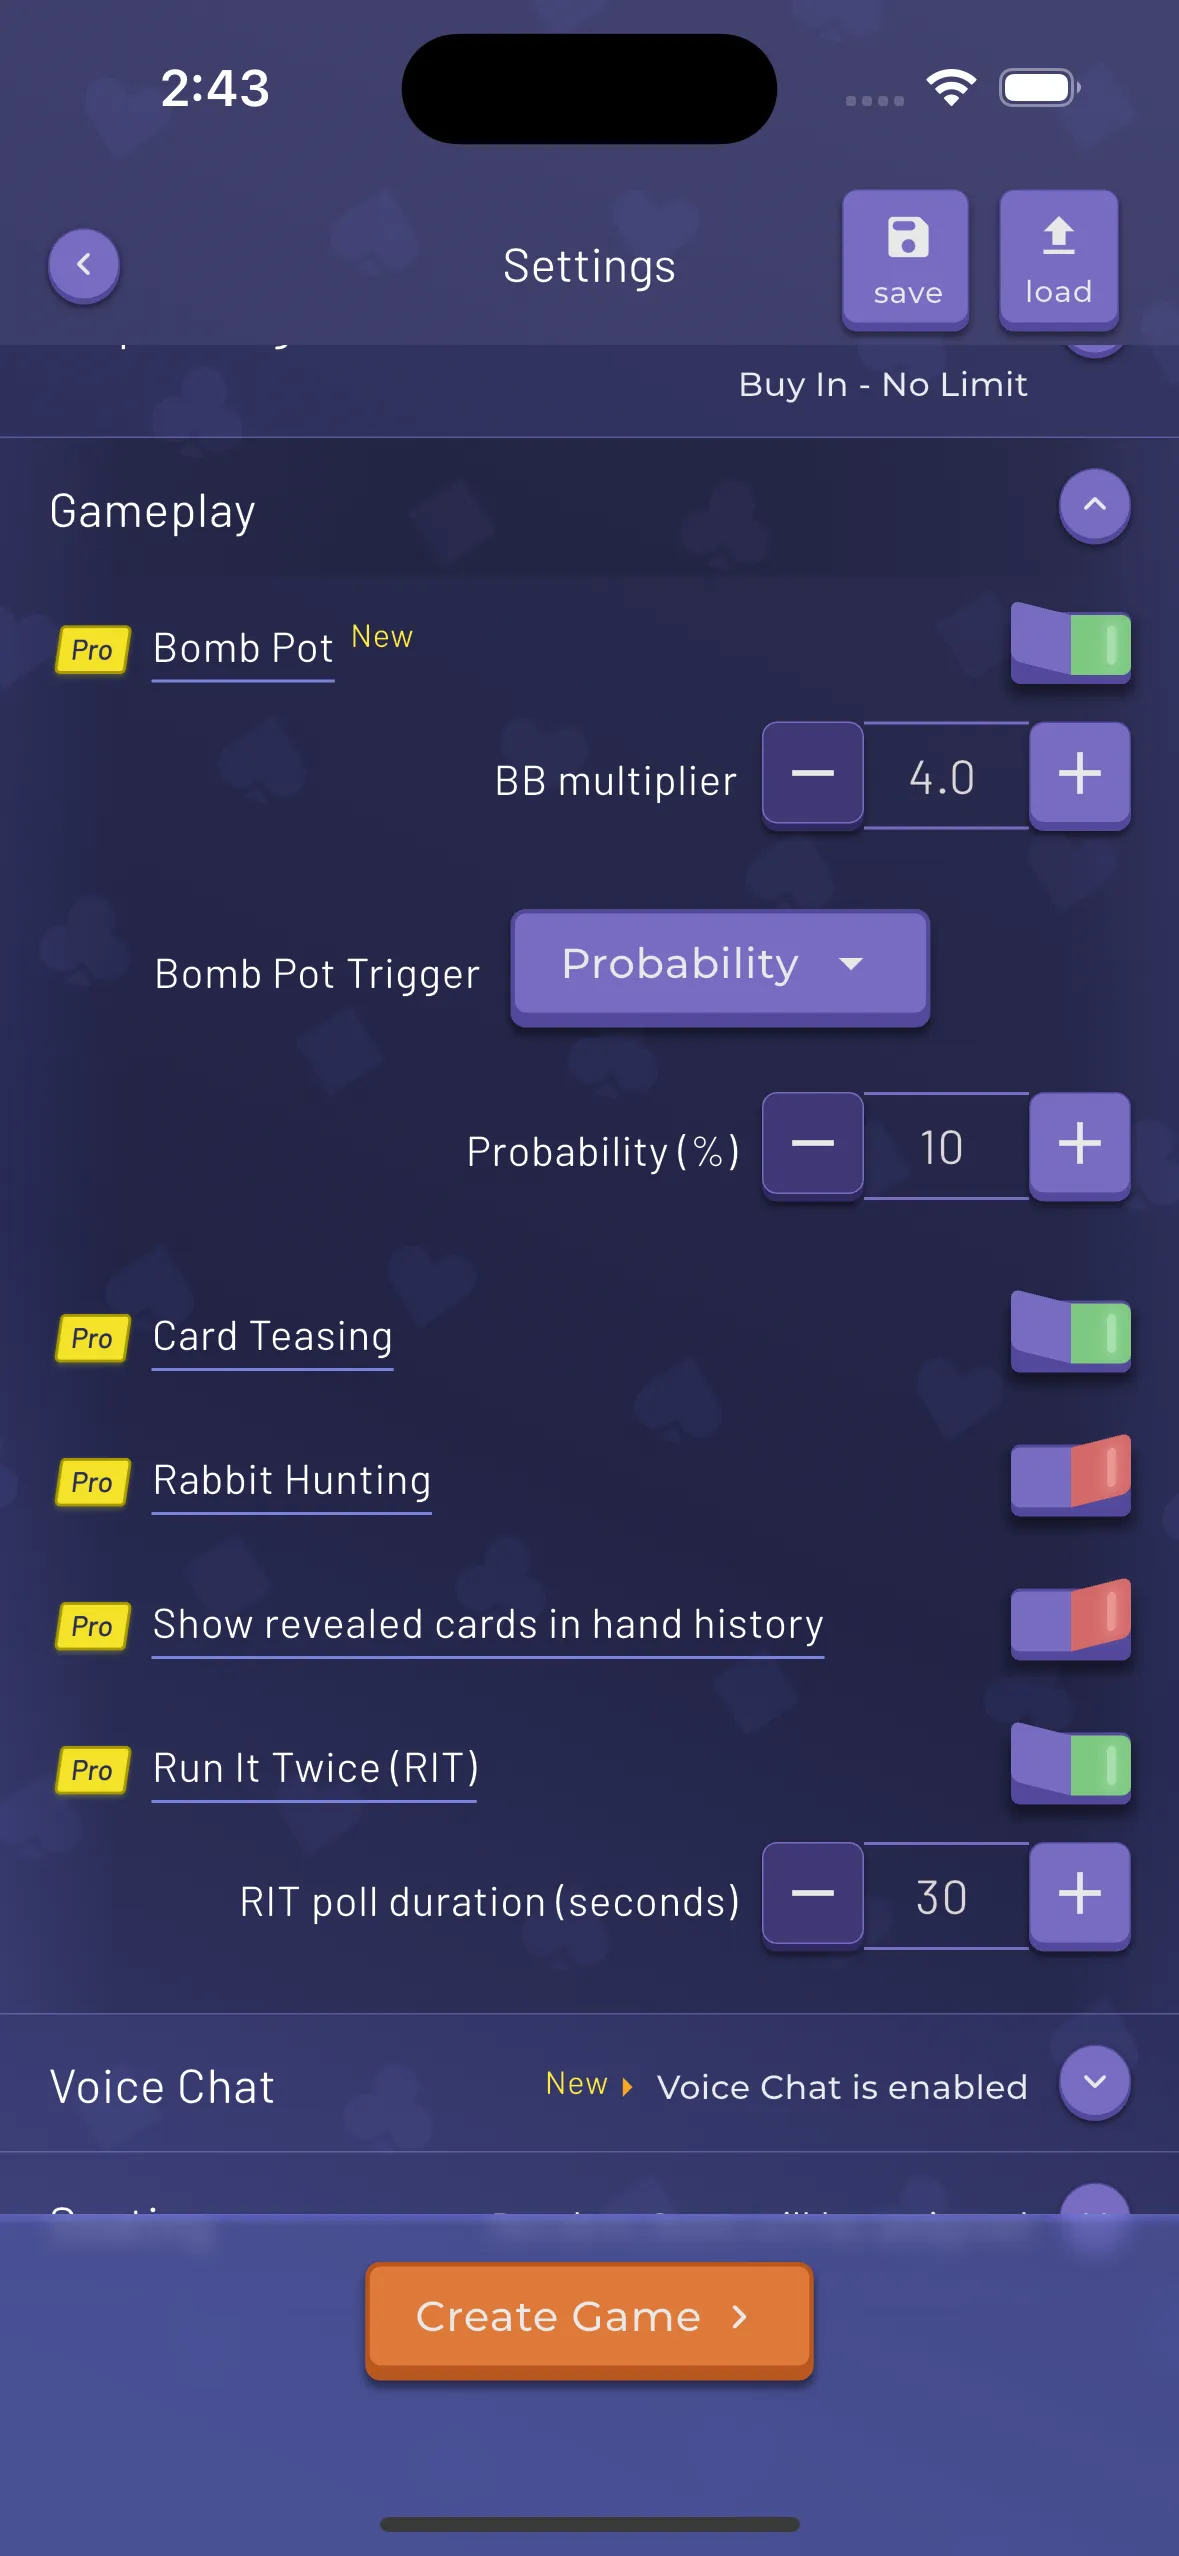 2:43
Settings
save
load
Buy In - No Limit
Gameplay
Pro Bomb Pot New
BB multiplier 4.0
Bomb Pot Trigger Probability
Probability (%) 10
Pro Card Teasing
Pro Rabbit Hunting
Pro Show revealed cards in hand history
Pro Run It Twice (RIT)
RIT poll duration (seconds) 30
Voice Chat New Voice Chat is enabled
Create Game